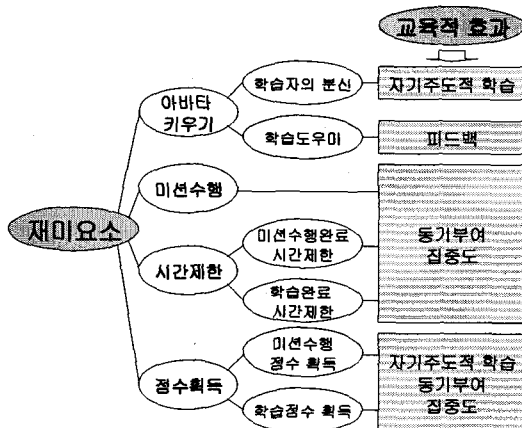 교육적 효과
학습자의 분신
자기주도적 학습
아바타
키우기
학습도우미
피드백
미션수행
재미요소
동기부여
집중도
시간제한
미션수행완료
시간제한
학습완료
시간제한
점수획득
미션수행
점수 획득
학습점수 획득
자기주도적 학습
동기부여
집중도